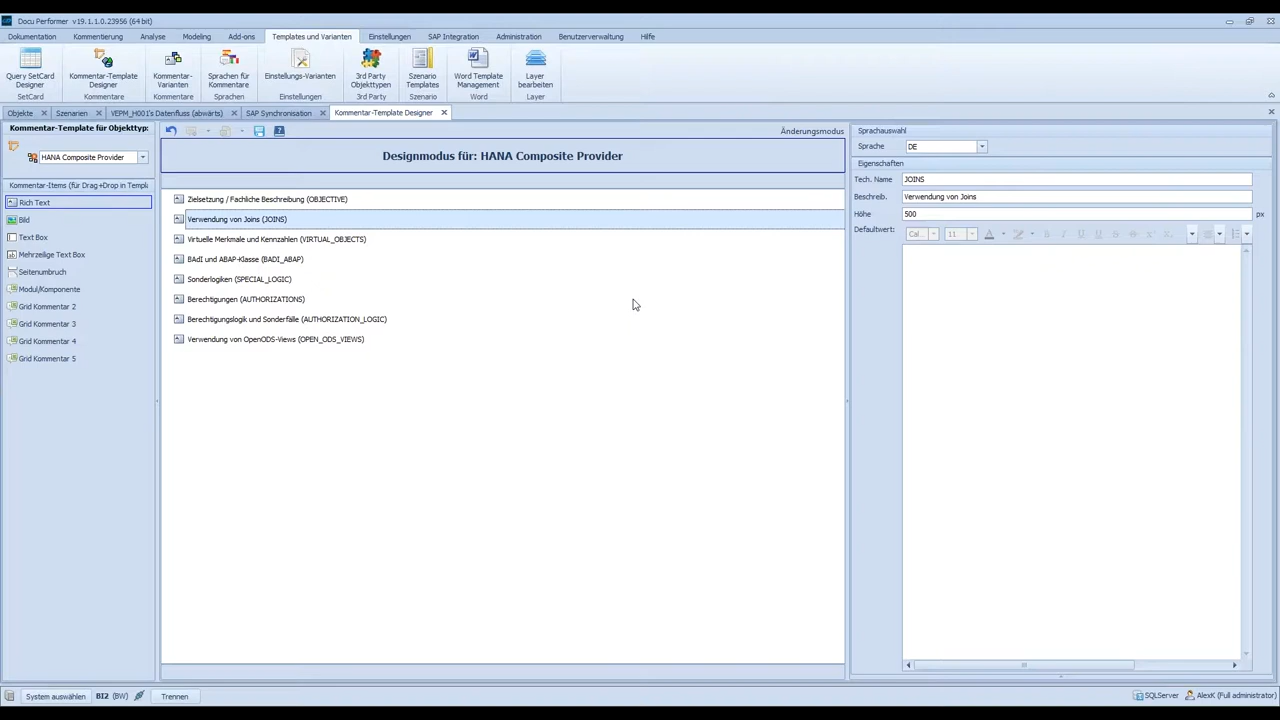 Docu Performer v19.1.1.0.23956 (64 bit)
Dokumentation Kommentierung Analyse Modeling Add-ons Templates und Varianten Einstellungen SAP Integration Administration Benutzerverwaltung Hilfe
Query SetCard Designer
SetCard
Kommentar-Template Designer
Kommentare
Kommentar-Varianten
Kommentare
Sprachen für Kommentare
Sprachen
Einstellungs-Varianten
Einstellungen
3rd Party Objekttypen
3rd Party
Szenario Templates
Szenario
Word Template Management
Word
Layer bearbeiten
Layer
Objekte Szenarien VEPM_H001's Datenfluss (abwärts) SAP Synchronisation Kommentar-Template Designer
Kommentar-Template für Objekttyp:
HANA Composite Provider
Kommentar-Items (für Drag+Drop in Templa
Rich Text
Bild
Text Box
Mehrzeilige Text Box
Seitenumbruch
Modul/Komponente
Grid Kommentar 2
Grid Kommentar 3
Grid Kommentar 4
Grid Kommentar 5
Änderungsmodus
Designmodus für: HANA Composite Provider
Zielsetzung / Fachliche Beschreibung (OBJECTIVE)
Verwendung von Joins (JOINS)
Virtuelle Merkmale und Kennzahlen (VIRTUAL_OBJECTS)
BAdI und ABAP-Klasse (BADI_ABAP)
Sonderlogiken (SPECIAL_LOGIC)
Berechtigungen (AUTHORIZATIONS)
Berechtigungslogik und Sonderfälle (AUTHORIZATION_LOGIC)
Verwendung von OpenODS-Views (OPEN_ODS_VIEWS)
Sprachauswahl
Sprache DE
Eigenschaften
Tech. Name JOINS
Beschreib. Verwendung von Joins
Höhe 500 px
Defaultwert: Cal... 11
System auswählen BI2 (BW) Trennen SQLServer AlexK (Full administrator)